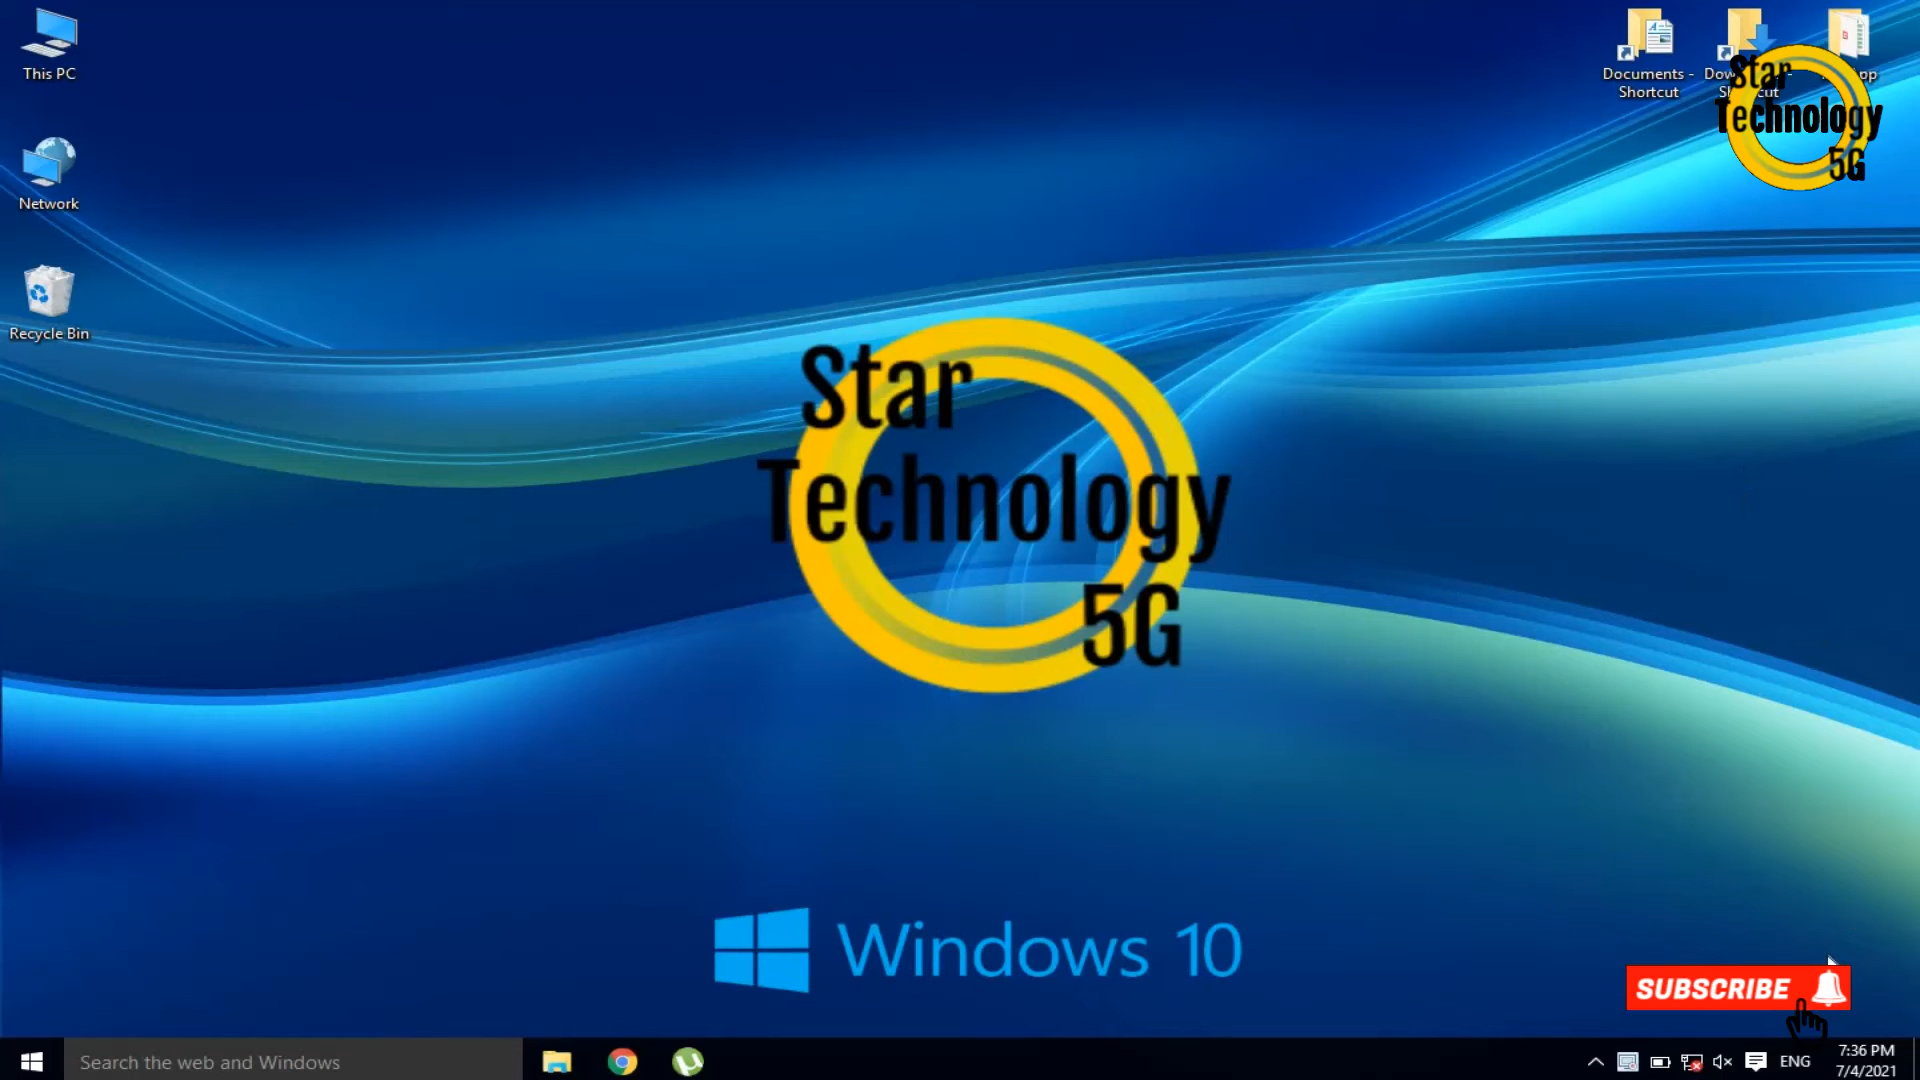 This PC
Network
Recycle Bin
Documents -
Shortcut
Star
Technology
5G
Star
Technology
5G
Windows 10
SUBSCRIBE
Search the web and Windows
ENG
7:36 PM
7/4/2021